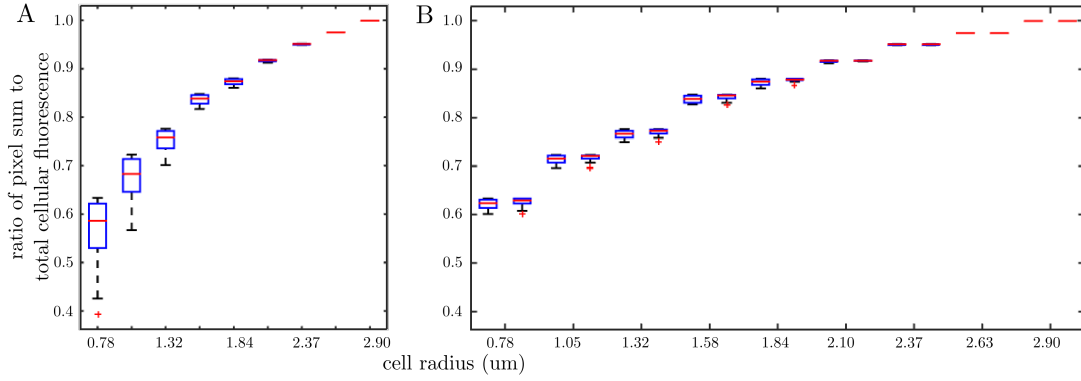 A
B
ratio of pixel sum to
total cellular fluorescence
1.0
0.9
0.8
0.7
0.6
0.5
0.4
0.78 1.32 1.84 2.37 2.90
1.0
0.9
0.8
0.7
0.6
0.5
0.4
0.78 1.05 1.32 1.58 1.84 2.10 2.37 2.63 2.90
cell radius (um)